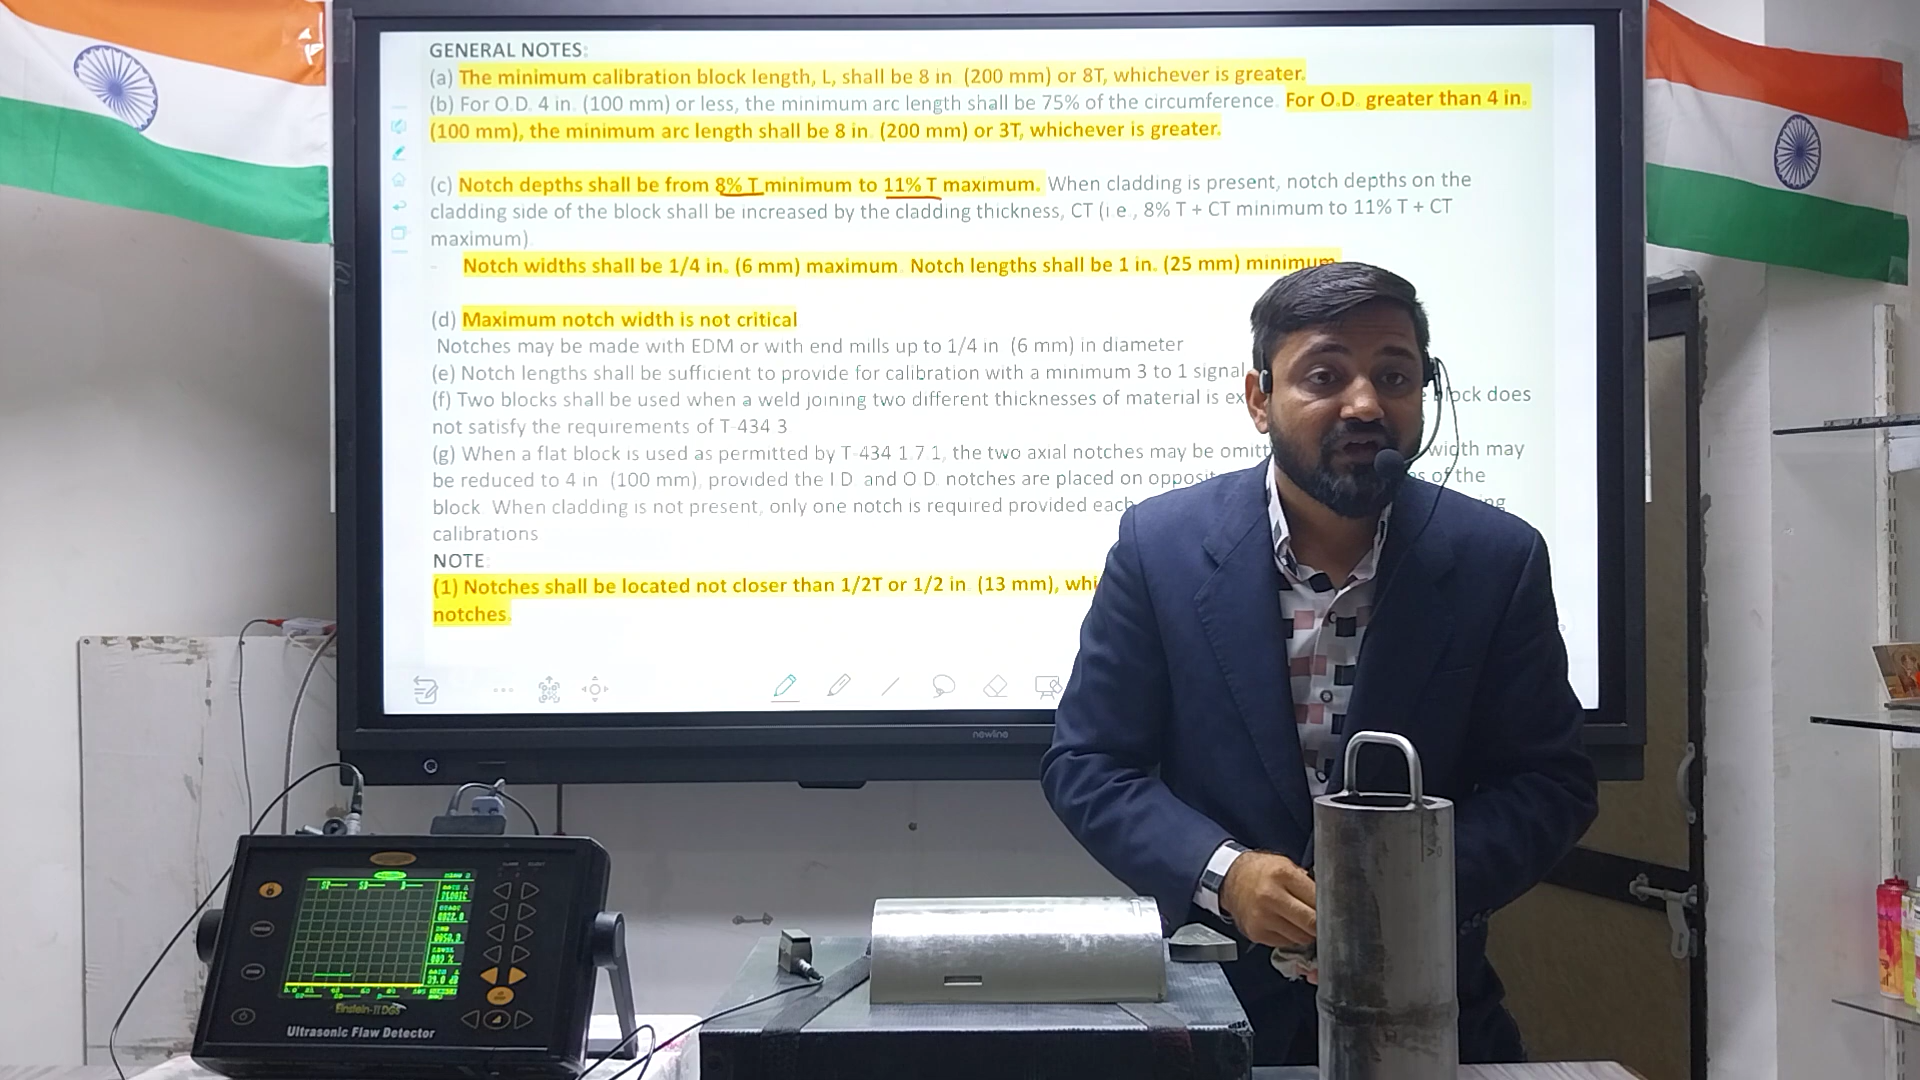 GENERAL NOTES:
(a) The minimum calibration block length, L, shall be 8 in. (200 mm) or 8T, whichever is greater.
(b) For O.D. 4 in. (100 mm) or less, the minimum arc length shall be 75% of the circumference. For O.D. greater than 4 in.
(100 mm), the minimum arc length shall be 8 in. (200 mm) or 3T, whichever is greater.
(c) Notch depths shall be from 8% T minimum to 11% T maximum. When cladding is present, notch depths on the
cladding side of the block shall be increased by the cladding thickness, CT (i e , 8% T + CT minimum to 11% T + CT
maximum)
Notch widths shall be 1/4 in. (6 mm) maximum. Notch lengths shall be 1 in. (25 mm) minimum
(d) Maximum notch width is not critical
Notches may be made with EDM or with end mills up to 1/4 in (6 mm) in diameter
(e) Notch lengths shall be sufficient to provide for calibration with a minimum 3 to 1 signal
(f) Two blocks shall be used when a weld joining two different thicknesses of material is ex block does
not satisfy the requirements of T-434 3
(g) When a flat block is used as permitted by T-434 1.7 1, the two axial notches may be omitt width may
be reduced to 4 in (100 mm), provided the I D and O D notches are placed on opposit s of the
block When cladding is not present, only one notch is required provided each ing
calibrations
NOTE:
(1) Notches shall be located not closer than 1/2T or 1/2 in. (13 mm), whi
notches.
newline
Einstein-II DGS
Ultrasonic Flaw Detector